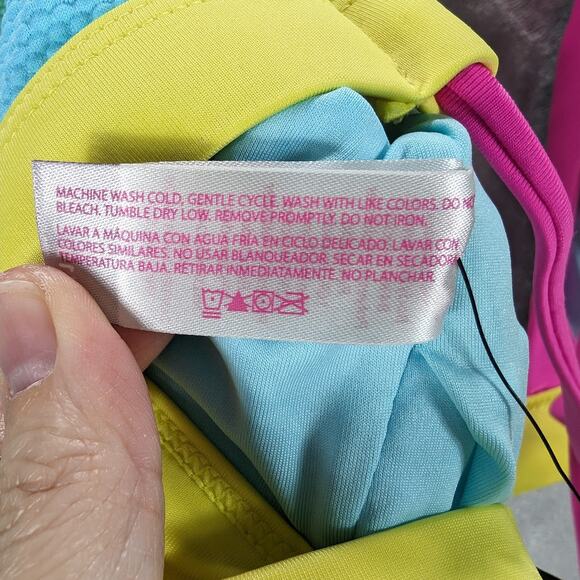 MACHINE WASH COLD, GENTLE CYCLE. WASH WITH LIKE COLORS. DO
BLEACH. TUMBLE DRY LOW. REMOVE PROMPTLY. DO NOT IRON.
LAVAR A MÁQUINA CON AGUA FRÍA EN CICLO DELICADO. LAVAR CON
COLORES SIMILARES. NO USAR BLANQUEADOR. SECAR EN SECADOR
TEMPERATURA BAJA. RETIRAR INMEDIATAMENTE. NO PLANCHAR.